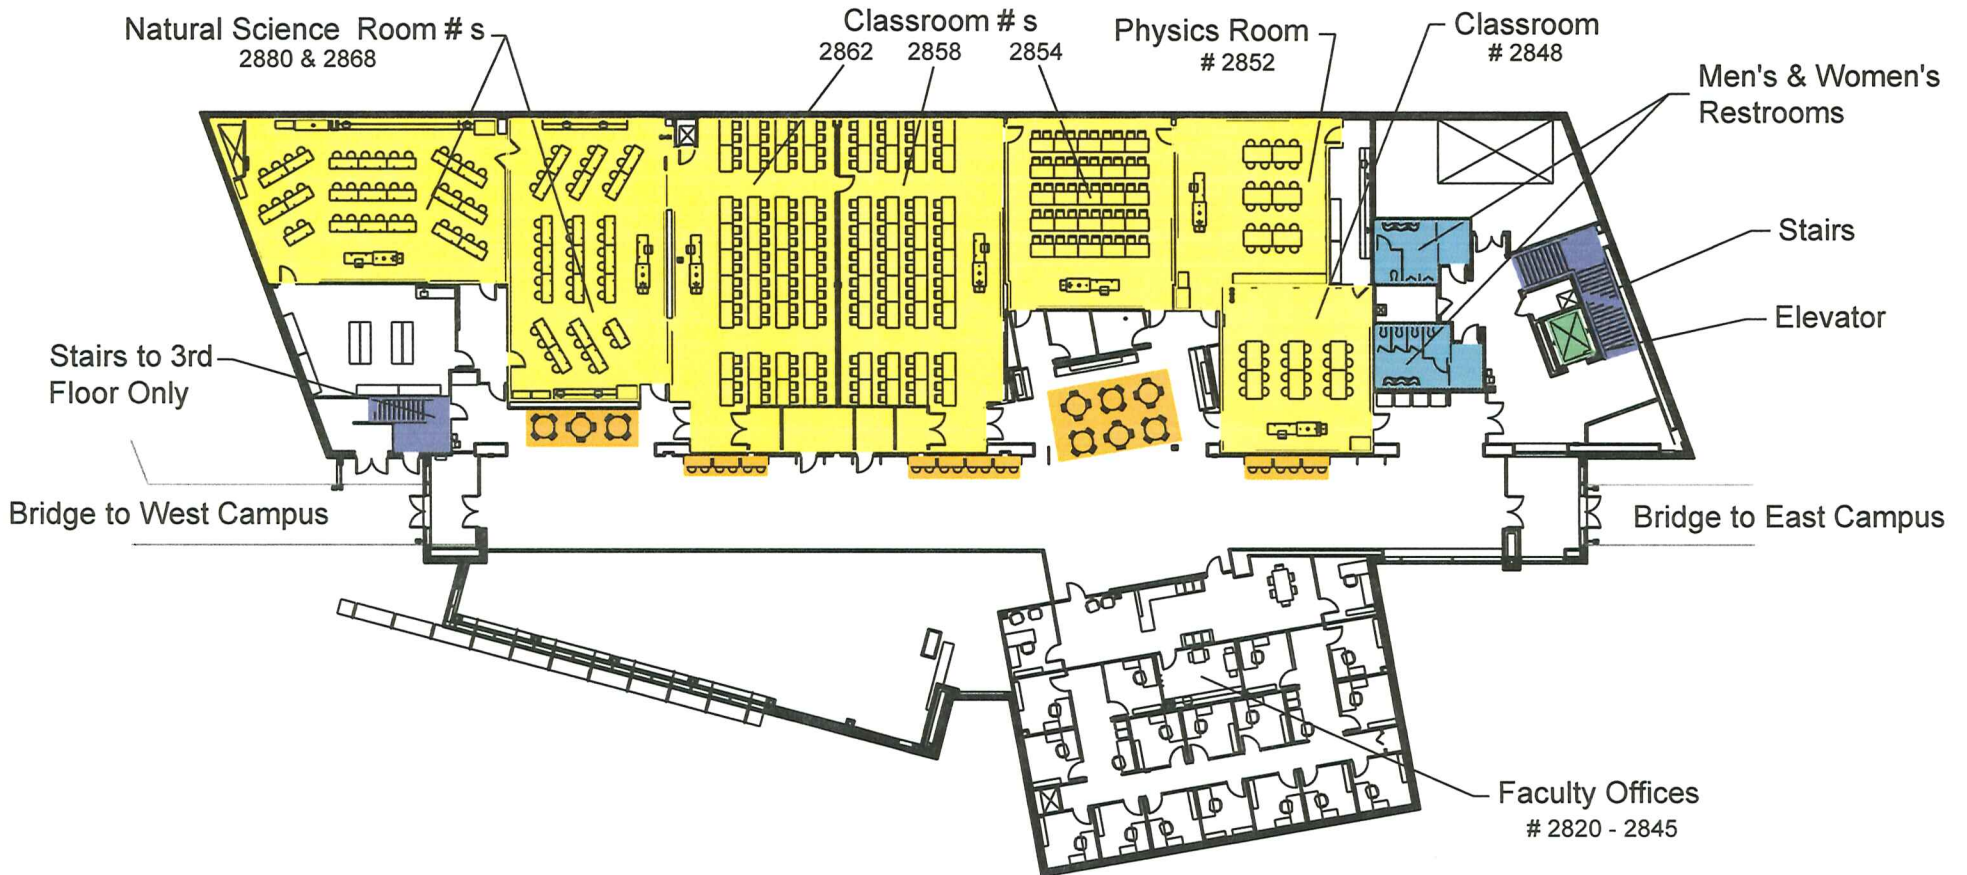 Natural Science Room # s
2880 & 2868
Classroom # s
2862 2858 2854
Physics Room
# 2852
Classroom
# 2848
Men's & Women's
Restrooms
Stairs
Elevator
Stairs to 3rd
Floor Only
Bridge to West Campus
Bridge to East Campus
Faculty Offices
# 2820 - 2845